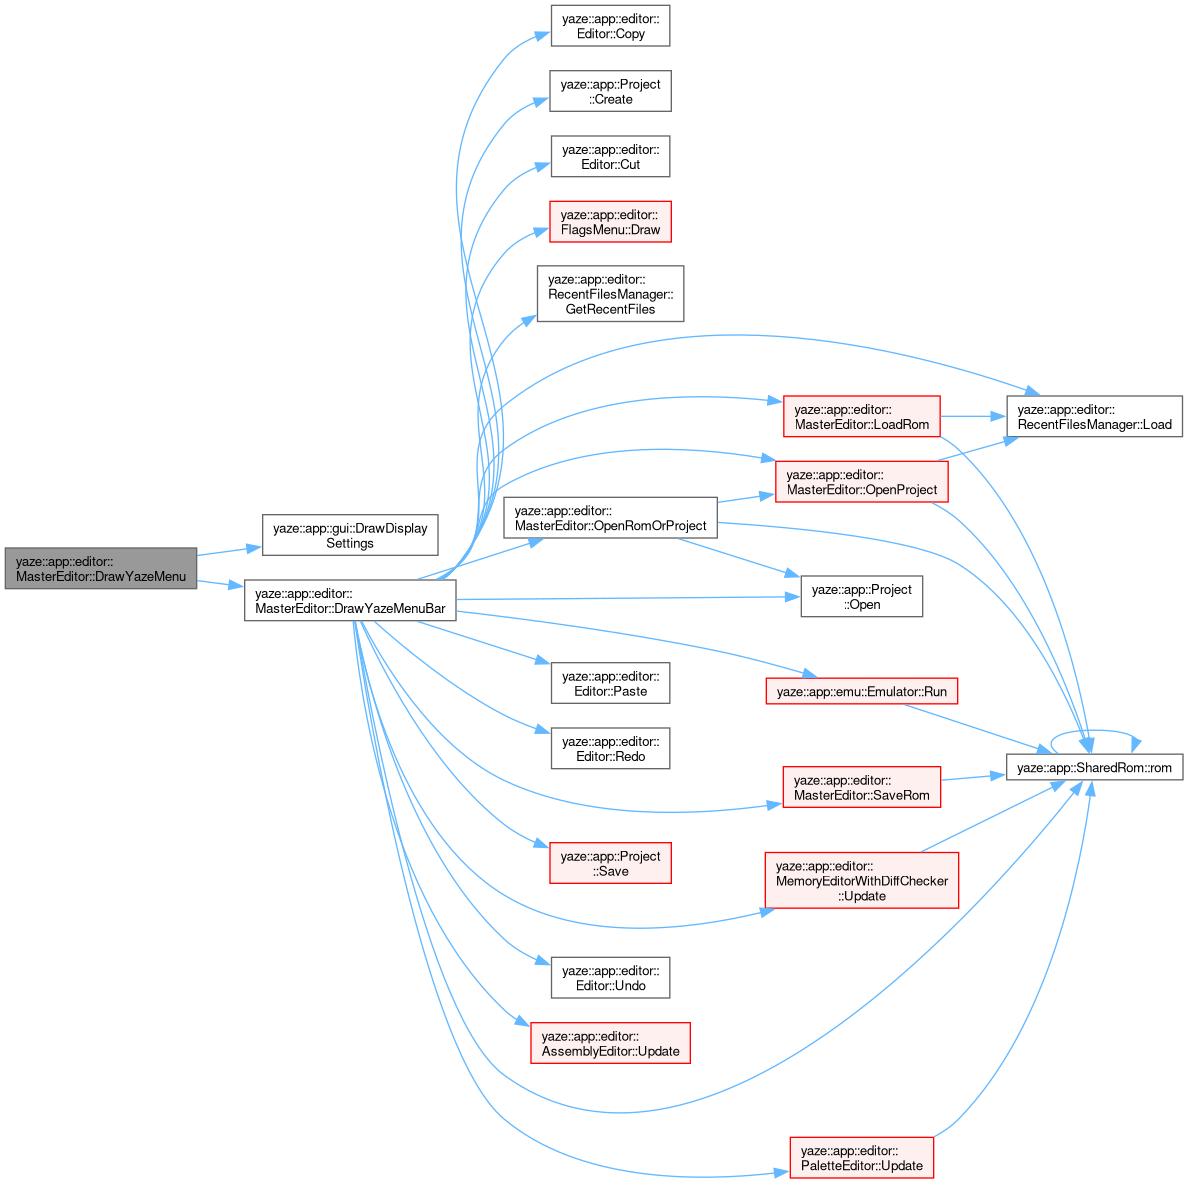 yaze::app::editor::
Editor::Copy
yaze::app::Project
::Create
yaze::app::editor::
Editor::Cut
yaze::app::editor::
FlagsMenu::Draw
yaze::app::editor::
RecentFilesManager::
GetRecentFiles
yaze::app::editor::
MasterEditor::LoadRom
yaze::app::editor::
RecentFilesManager::Load
yaze::app::editor::
MasterEditor::OpenProject
yaze::app::editor::
MasterEditor::OpenRomOrProject
yaze::app::gui::DrawDisplay
Settings
yaze::app::editor::
MasterEditor::DrawYazeMenu
yaze::app::editor::
MasterEditor::DrawYazeMenuBar
yaze::app::Project
::Open
yaze::app::editor::
Editor::Paste
yaze::app::emu::Emulator::Run
yaze::app::editor::
Editor::Redo
yaze::app::SharedRom::rom
yaze::app::editor::
MasterEditor::SaveRom
yaze::app::Project
::Save
yaze::app::editor::
MemoryEditorWithDiffChecker
::Update
yaze::app::editor::
Editor::Undo
yaze::app::editor::
AssemblyEditor::Update
yaze::app::editor::
PaletteEditor::Update